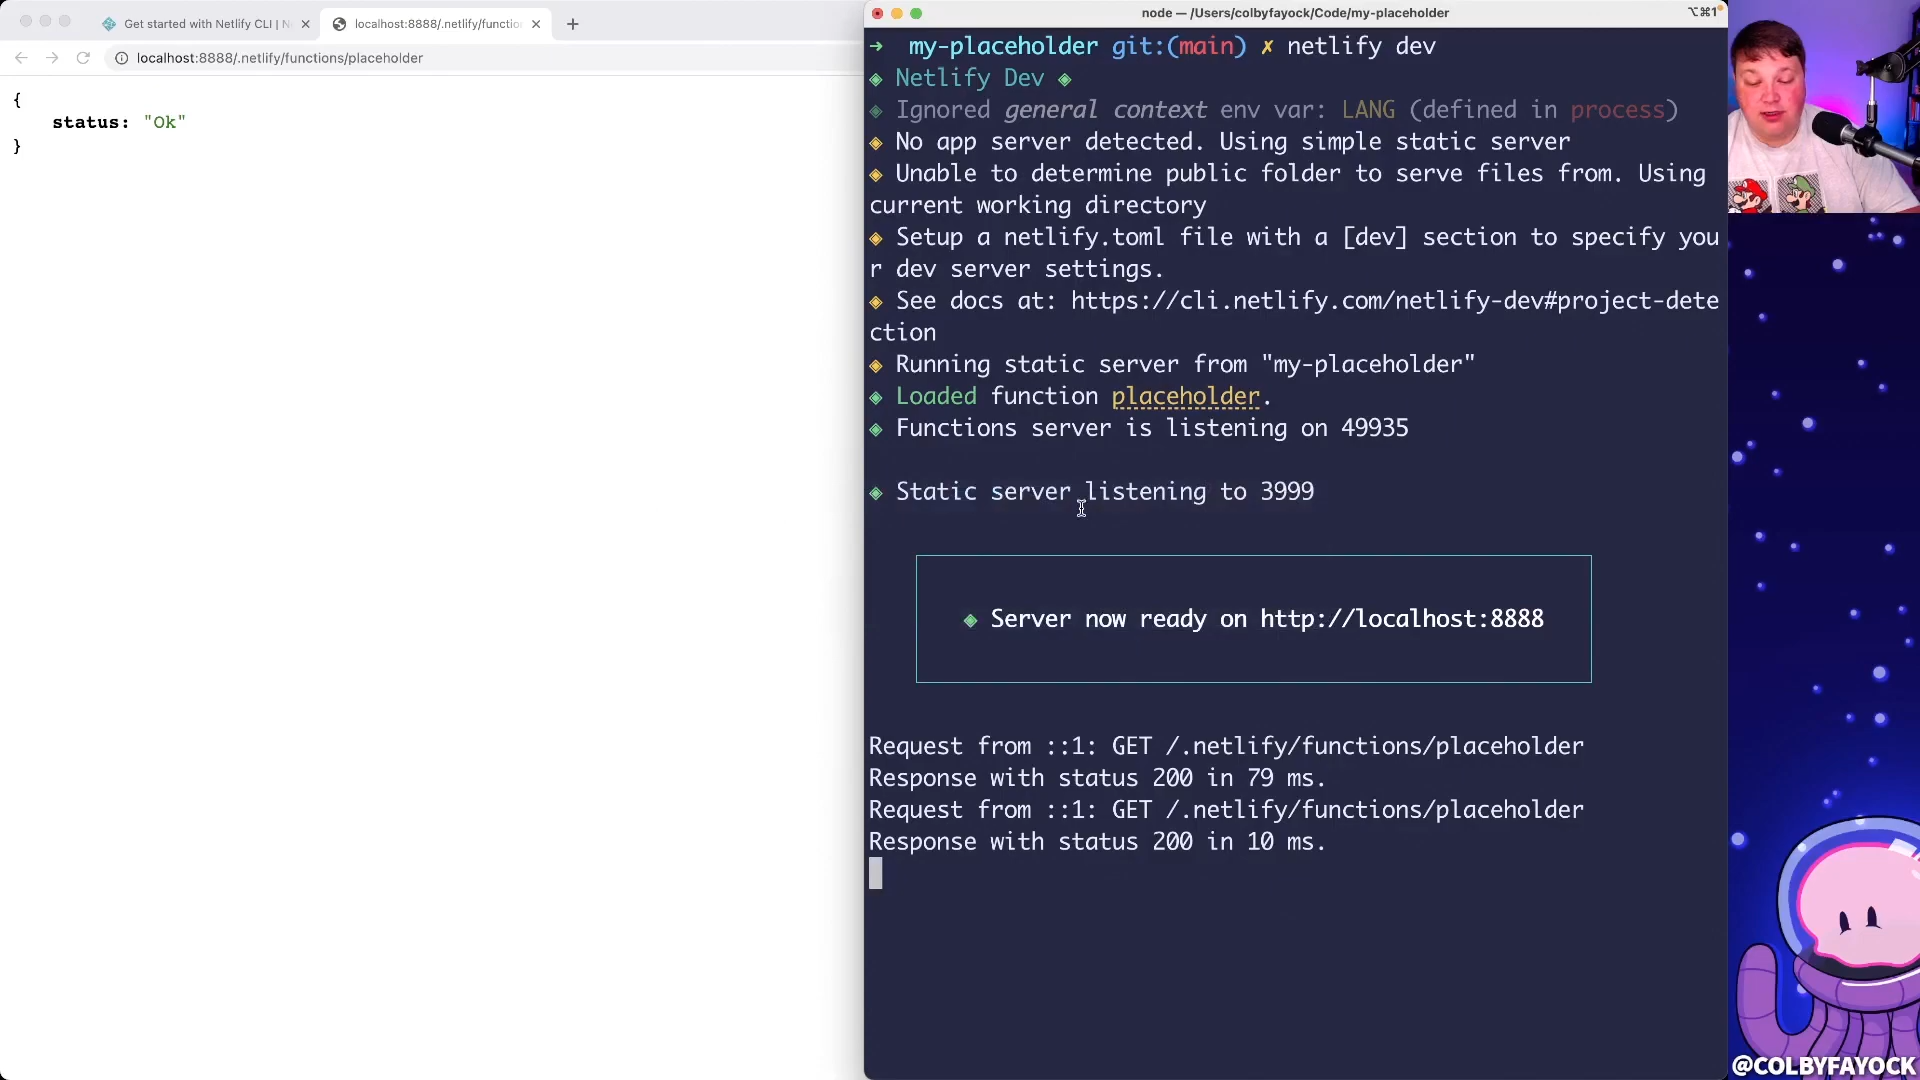 Get started with Netlify CLI | N
localhost:8888/.netlify/functio
localhost:8888/.netlify/functions/placeholder
{
status: "Ok"
}
node — /Users/colbyfayock/Code/my-placeholder
⌥⌘1
➜ my-placeholder git:(main) ✗ netlify dev
◈ Netlify Dev ◈
◈ Ignored general context env var: LANG (defined in process)
◈ No app server detected. Using simple static server
◈ Unable to determine public folder to serve files from. Using
current working directory
◈ Setup a netlify.toml file with a [dev] section to specify you
r dev server settings.
◈ See docs at: https://cli.netlify.com/netlify-dev#project-dete
ction
◈ Running static server from "my-placeholder"
◈ Loaded function placeholder.
◈ Functions server is listening on 49935
◈ Static server listening to 3999
◈ Server now ready on http://localhost:8888
Request from ::1: GET /.netlify/functions/placeholder
Response with status 200 in 79 ms.
Request from ::1: GET /.netlify/functions/placeholder
Response with status 200 in 10 ms.
@COLBYFAYOCK